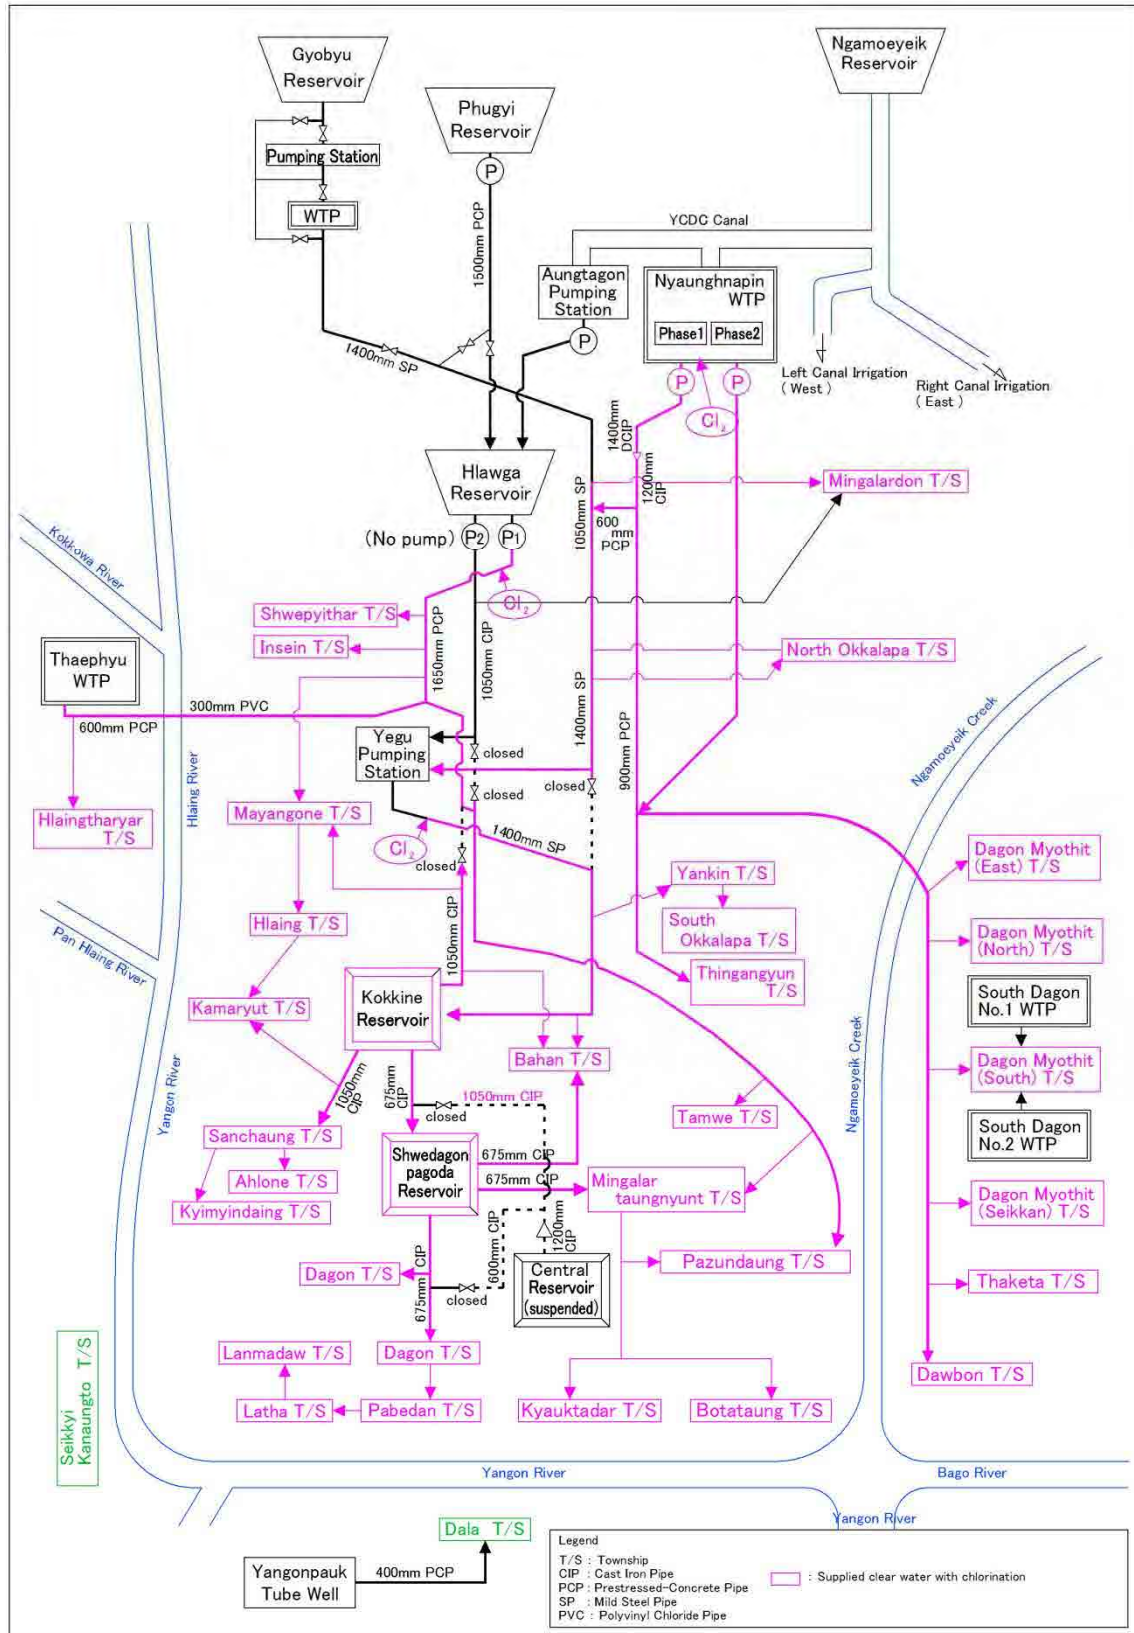 Gyobyu
Reservoir
Ngamoeyeik
Reservoir
Phugyi
Reservoir
Pumping Station
P
WTP
1500mm PCP
YCDC Canal
Aungtagon
Pumping
Station
Nyaunghnapin
WTP
Phase1
Phase2
P
1400mm SP
Left Canal Irrigation
( West )
Right Canal Irrigation
( East )
P
P
Cl2
1400mm
DCIP
Hlawga
Reservoir
1200mm
CIP
Mingalardon T/S
1050mm SP
600
mm
PCP
(No pump)
P2
P1
Kokkowa River
Cl2
Shwepyithar T/S
Insein T/S
1650mm PCP
1050mm CIP
North Okkalapa T/S
Thaephyu
WTP
300mm PVC
600mm PCP
1400mm SP
Yegu
Pumping
Station
closed
closed
closed
900mm PCP
Ngamoeyeik Creek
Hlaing River
Hlaingtharyar
T/S
Mayangone T/S
Cl2
1400mm SP
closed
Dagon Myothit
(East) T/S
Yankin T/S
Hlaing T/S
South
Okkalapa T/S
Pan Hlaing River
1050mm CIP
Dagon Myothit
(North) T/S
Thingangyun
T/S
Kamaryut T/S
Kokkine
Reservoir
South Dagon
No.1 WTP
Bahan T/S
Dagon Myothit
(South) T/S
Yangon River
Ngamoeyeik Creek
1050mm
CIP
675mm
CIP
1050mm CIP
closed
Tamwe T/S
South Dagon
No.2 WTP
Sanchaung T/S
Shwedagon
pagoda
Reservoir
675mm CIP
675mm CIP
Ahlone T/S
Mingalar
taungnyunt T/S
Dagon Myothit
(Seikkan) T/S
Kyimyindaing T/S
600mm CIP
1200mm
CIP
Pazundaung T/S
Dagon T/S
675mm CIP
closed
Central
Reservoir
(suspended)
Thaketa T/S
Lanmadaw T/S
Dagon T/S
Dawbon T/S
Latha T/S
Pabedan T/S
Kyauktadar T/S
Botataung T/S
Seikkyi
Kanaungto T/S
Yangon River
Bago River
Yangon River
Dala T/S
Yangonpauk
Tube Well
400mm PCP
Legend
T/S : Township
CIP : Cast Iron Pipe
PCP : Prestressed-Concrete Pipe
SP : Mild Steel Pipe
PVC : Polyvinyl Chloride Pipe
: Supplied clear water with chlorination